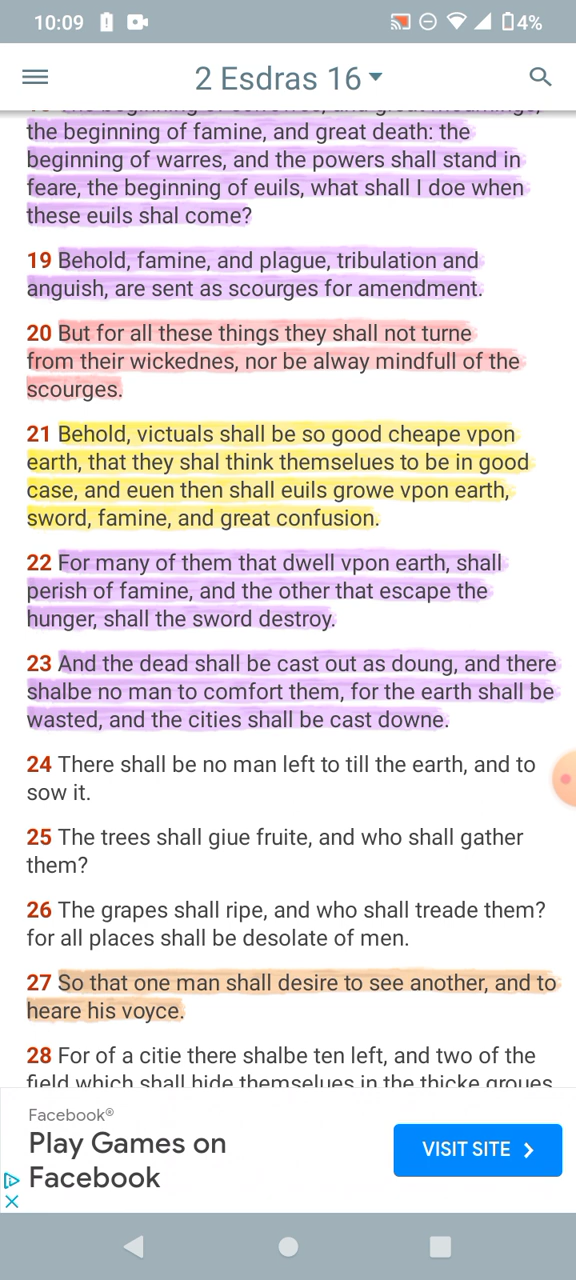 10:09
4%
2 Esdras 16
the beginning of famine, and great death: the
beginning of warres, and the powers shall stand in
feare, the beginning of euils, what shall I doe when
these euils shal come?
19 Behold, famine, and plague, tribulation and
anguish, are sent as scourges for amendment.
20 But for all these things they shall not turne
from their wickednes, nor be alway mindfull of the
scourges.
21 Behold, victuals shall be so good cheape vpon
earth, that they shal think themselues to be in good
case, and euen then shall euils growe vpon earth,
sword, famine, and great confusion.
22 For many of them that dwell vpon earth, shall
perish of famine, and the other that escape the
hunger, shall the sword destroy.
23 And the dead shall be cast out as doung, and there
shalbe no man to comfort them, for the earth shall be
wasted, and the cities shall be cast downe.
24 There shall be no man left to till the earth, and to
sow it.
25 The trees shall giue fruite, and who shall gather
them?
26 The grapes shall ripe, and who shall treade them?
for all places shall be desolate of men.
27 So that one man shall desire to see another, and to
heare his voyce.
28 For of a citie there shalbe ten left, and two of the
field which shall hide themselues in the thicke groues
Facebook®
Play Games on
Facebook
VISIT SITE